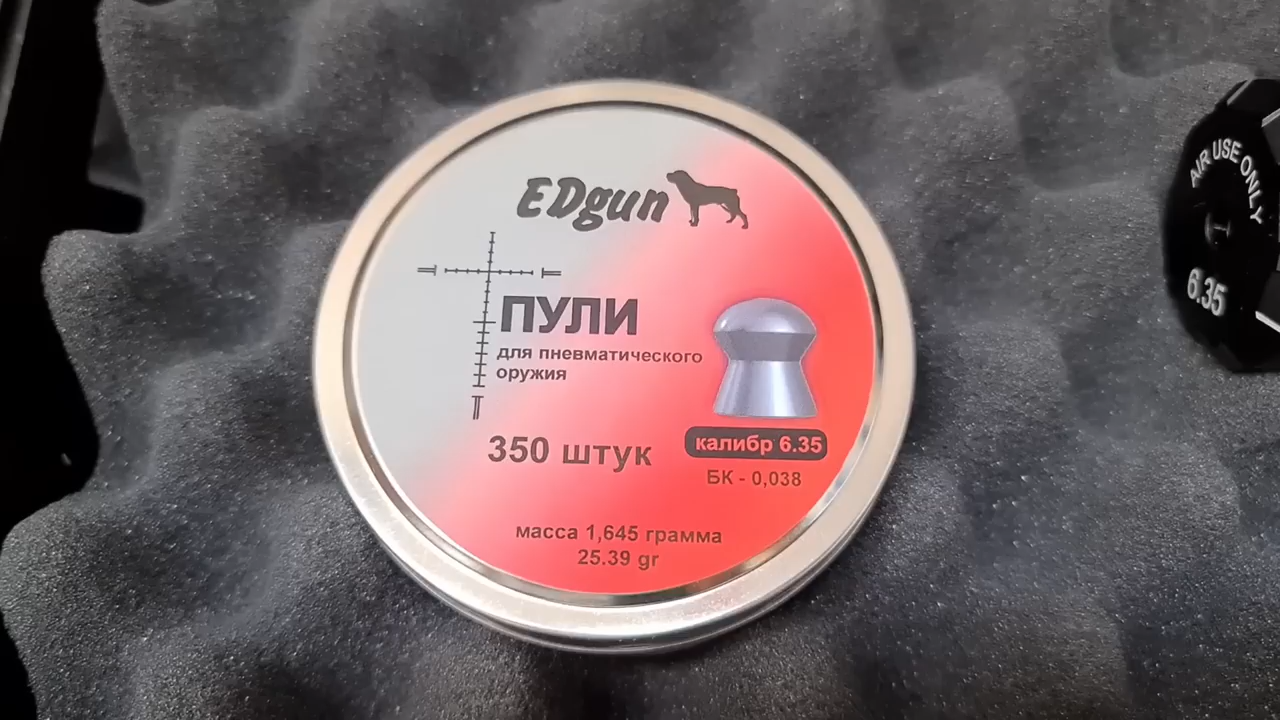 EDgun
ПУЛИ
для пневматического
оружия
350 штук
калибр 6.35
БК - 0,038
масса 1,645 грамма
25.39 gr
AIR USE ONLY
6.35